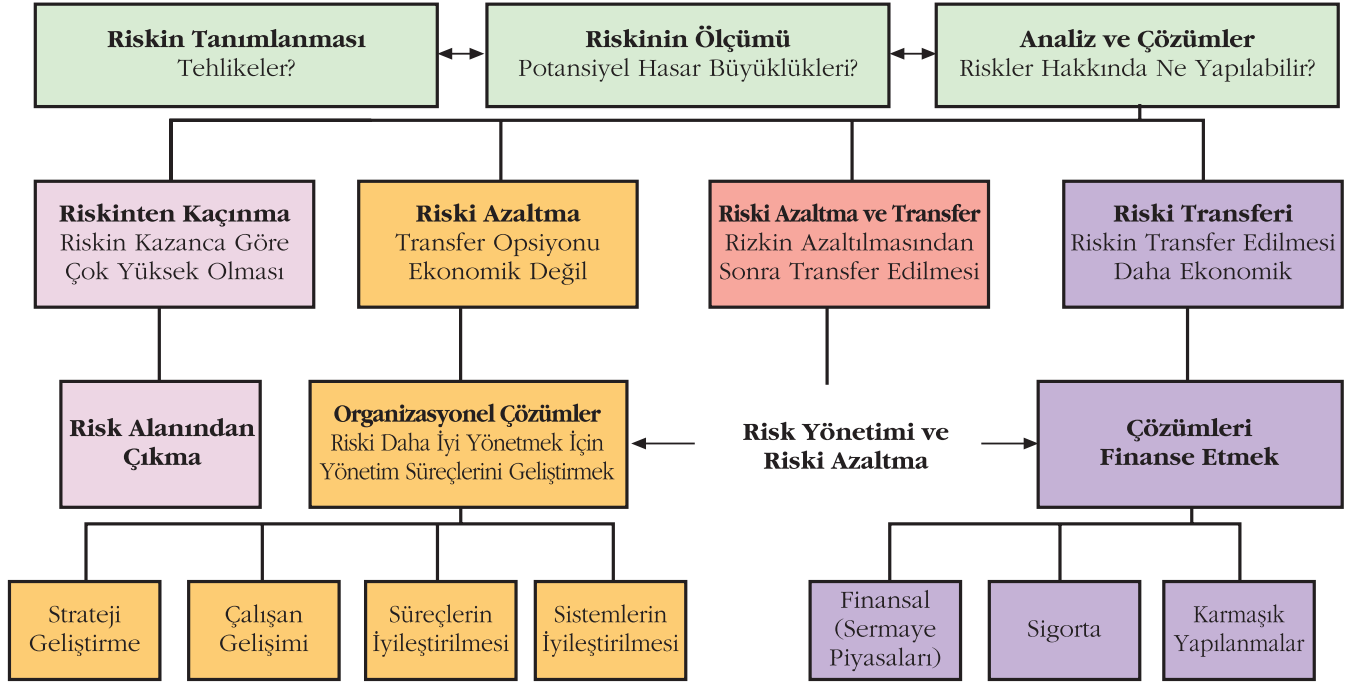 Riskin Tanımlanması
Tehlikeler?
Riskinin Ölçümü
Potansiyel Hasar Büyüklükleri?
Analiz ve Çözümler
Riskler Hakkında Ne Yapılabilir?
Riskinten Kaçınma
Riskin Kazanca Göre
Çok Yüksek Olması
Riski Azaltma
Transfer Opsiyonu
Ekonomik Değil
Riski Azaltma ve Transfer
Rizkin Azaltılmasından
Sonra Transfer Edilmesi
Riski Transferi
Riskin Transfer Edilmesi
Daha Ekonomik
Risk Alanından
Çıkma
Organizasyonel Çözümler
Riski Daha İyi Yönetmek İçin
Yönetim Süreçlerini Geliştirmek
Risk Yönetimi ve
Riski Azaltma
Çözümleri
Finanse Etmek
Strateji
Geliştirme
Çalışan
Gelişimi
Süreçlerin
İyileştirilmesi
Sistemlerin
İyileştirilmesi
Finansal
(Sermaye
Piyasaları)
Sigorta
Karmaşık
Yapılanmalar